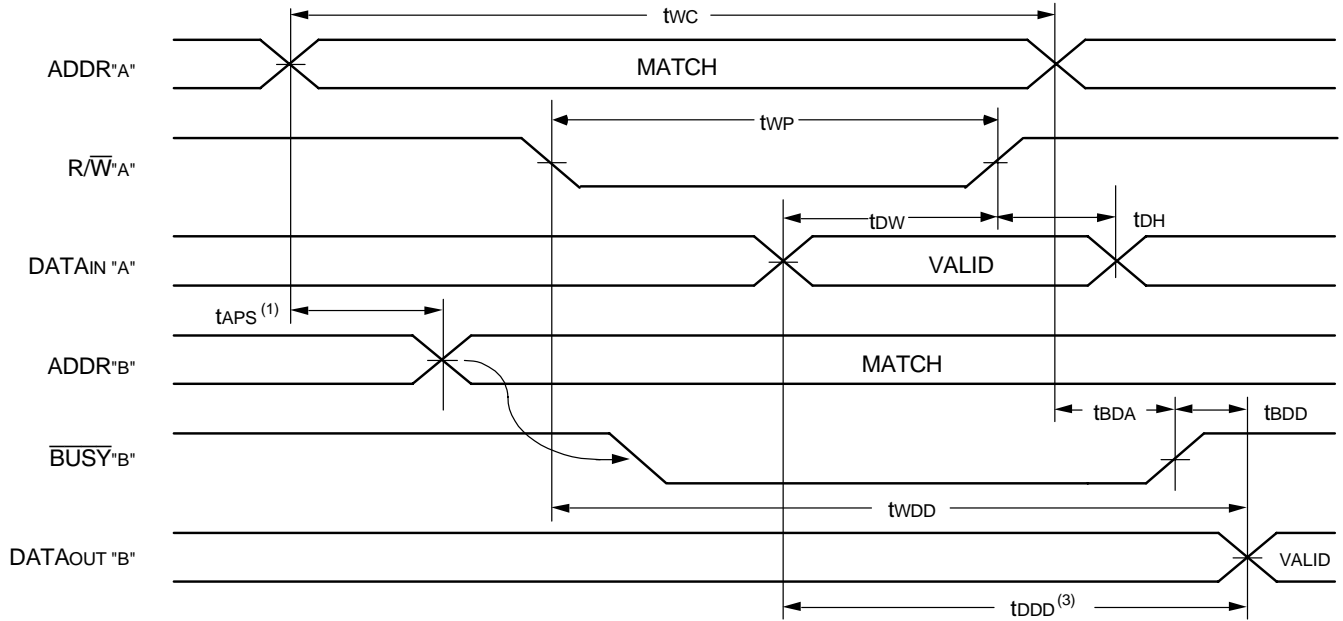 tWC
ADDR"A"
MATCH
tWP
R/W̅"A"
tDW
tDH
DATAIN "A"
VALID
tAPS (1)
ADDR"B"
MATCH
tBDA
tBDD
B̅U̅S̅Y̅"B"
tWDD
DATAOUT "B"
VALID
tDDD (3)